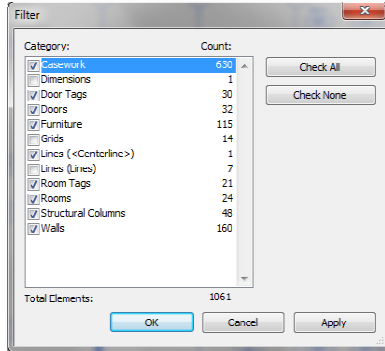 Filter
Category: Count:
Casework 630
Dimensions 1
Door Tags 30
Doors 32
Furniture 115
Grids 14
Lines (<Centerline>) 1
Lines (Lines) 7
Room Tags 21
Rooms 24
Structural Columns 48
Walls 160
Check All
Check None
Total Elements: 1061
OK Cancel Apply